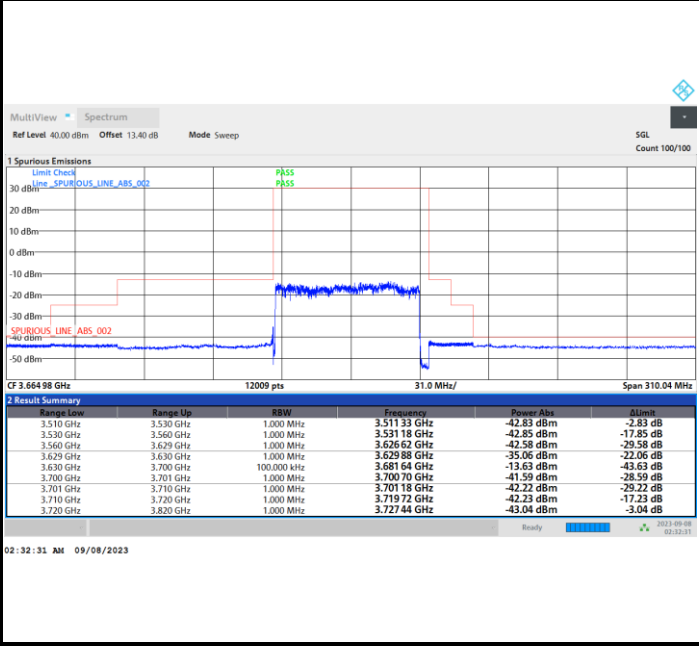 MultiView Spectrum
Ref Level 40.00 dBm Offset 13.40 dB Mode Sweep SGL
Count 100/100
1 Spurious Emissions
Limit Check PASS
Line _SPURIOUS_LINE_ABS_002 PASS
30 dBm
20 dBm
10 dBm
0 dBm
-10 dBm
-20 dBm
-30 dBm
_SPURIOUS_LINE_ABS_002
-40 dBm
-50 dBm
CF 3.664 98 GHz 12009 pts 31.0 MHz/ Span 310.04 MHz
2 Result Summary
Range Low Range Up RBW Frequency Power Abs ΔLimit
3.510 GHz 3.530 GHz 1.000 MHz 3.511 33 GHz -42.83 dBm -2.83 dB
3.530 GHz 3.560 GHz 1.000 MHz 3.531 18 GHz -42.85 dBm -17.85 dB
3.560 GHz 3.629 GHz 1.000 MHz 3.626 62 GHz -42.58 dBm -29.58 dB
3.629 GHz 3.630 GHz 1.000 MHz 3.629 88 GHz -35.06 dBm -22.06 dB
3.630 GHz 3.700 GHz 100.000 kHz 3.681 64 GHz -13.63 dBm -43.63 dB
3.700 GHz 3.701 GHz 1.000 MHz 3.700 70 GHz -41.59 dBm -28.59 dB
3.701 GHz 3.710 GHz 1.000 MHz 3.701 18 GHz -42.22 dBm -29.22 dB
3.710 GHz 3.720 GHz 1.000 MHz 3.719 72 GHz -42.23 dBm -17.23 dB
3.720 GHz 3.820 GHz 1.000 MHz 3.727 44 GHz -43.04 dBm -3.04 dB
Ready 2023-09-08
02:32:31
02:32:31 AM 09/08/2023